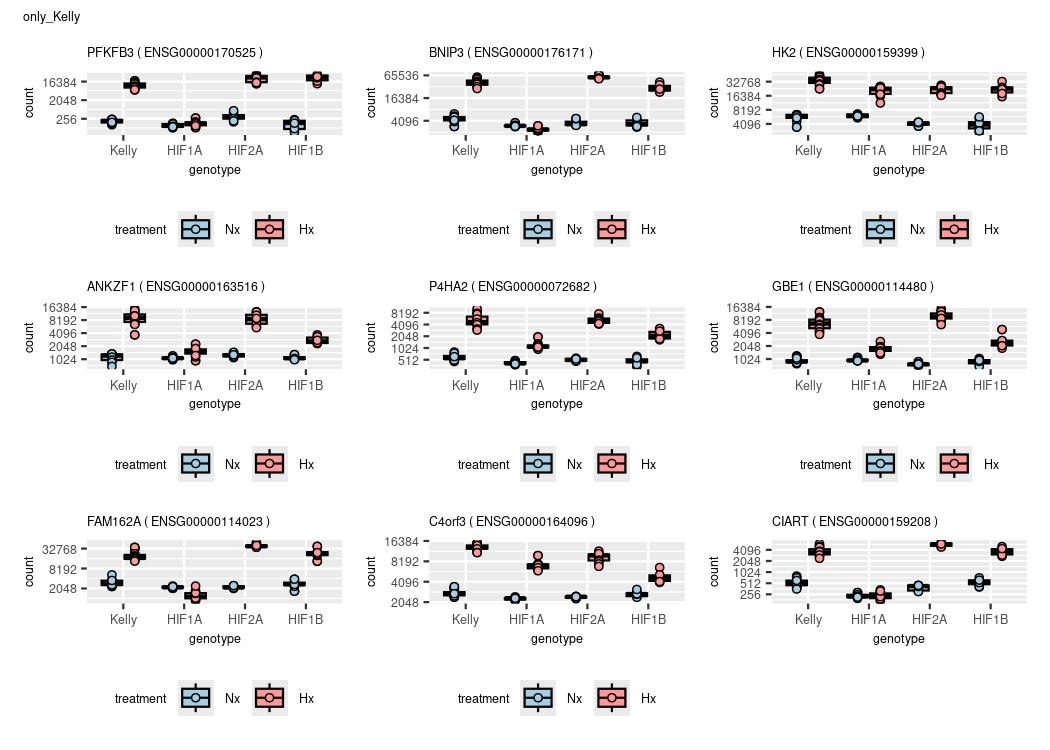 only_Kelly
PFKFB3 ( ENSG00000170525 )
BNIP3 ( ENSG00000176171 )
HK2 ( ENSG00000159399 )
count
16384
2048
256
Kelly HIF1A HIF2A HIF1B
genotype
count
65536
16384
4096
Kelly HIF1A HIF2A HIF1B
genotype
count
32768
16384
8192
4096
Kelly HIF1A HIF2A HIF1B
genotype
treatment Nx Hx
treatment Nx Hx
treatment Nx Hx
ANKZF1 ( ENSG00000163516 )
P4HA2 ( ENSG00000072682 )
GBE1 ( ENSG00000114480 )
count
16384
8192
4096
2048
1024
Kelly HIF1A HIF2A HIF1B
genotype
count
8192
4096
2048
1024
512
Kelly HIF1A HIF2A HIF1B
genotype
count
16384
8192
4096
2048
1024
Kelly HIF1A HIF2A HIF1B
genotype
treatment Nx Hx
treatment Nx Hx
treatment Nx Hx
FAM162A ( ENSG00000114023 )
C4orf3 ( ENSG00000164096 )
CIART ( ENSG00000159208 )
count
32768
8192
2048
Kelly HIF1A HIF2A HIF1B
genotype
count
16384
8192
4096
2048
Kelly HIF1A HIF2A HIF1B
genotype
count
4096
2048
1024
512
256
Kelly HIF1A HIF2A HIF1B
genotype
treatment Nx Hx
treatment Nx Hx